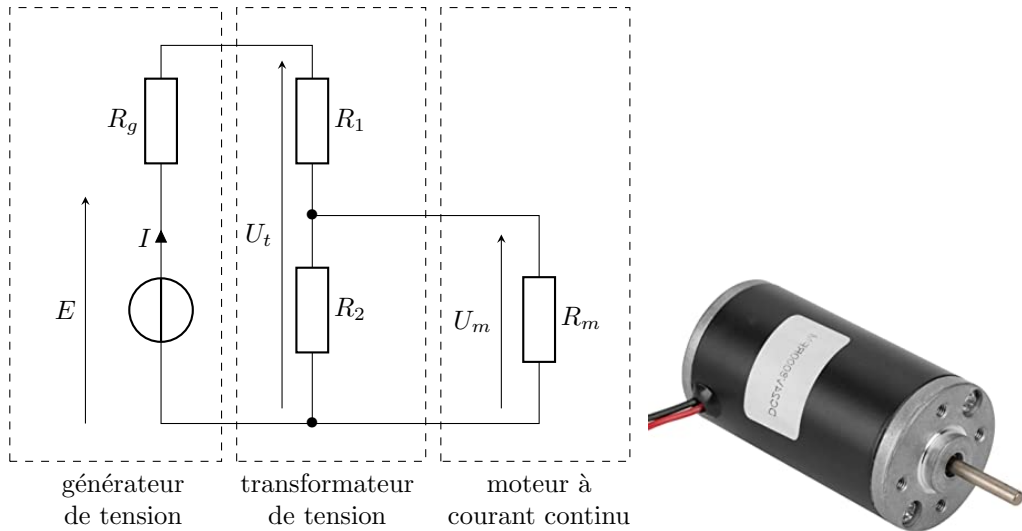 R_g
R_1
I
U_t
E
R_2
U_m
R_m
générateur
de tension
transformateur
de tension
moteur à
courant continu